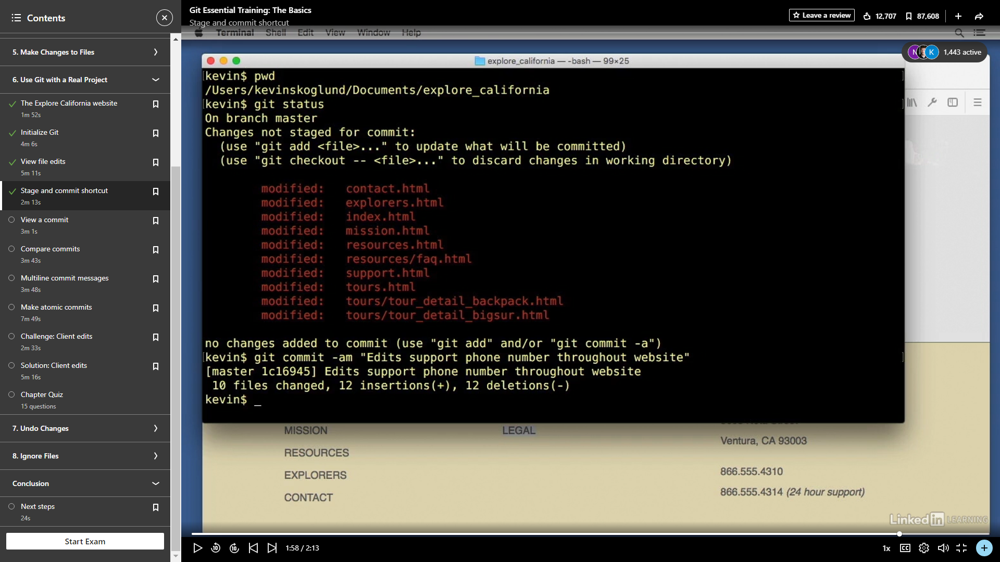 Contents
5. Make Changes to Files
6. Use Git with a Real Project
The Explore California website
1m 52s
Initialize Git
4m 6s
View file edits
5m 11s
Stage and commit shortcut
2m 13s
View a commit
3m 1s
Compare commits
3m 43s
Multiline commit messages
3m 48s
Make atomic commits
7m 49s
Challenge: Client edits
2m 33s
Solution: Client edits
5m 16s
Chapter Quiz
15 questions
7. Undo Changes
8. Ignore Files
Conclusion
Next steps
24s
Start Exam
Git Essential Training: The Basics
Stage and commit shortcut
Leave a review 12,707 87,608
Terminal Shell Edit View Window Help
N K 1,443 active
explore_california — -bash — 99×25
kevin$ pwd
/Users/kevinskoglund/Documents/explore_california
kevin$ git status
On branch master
Changes not staged for commit:
(use "git add <file>..." to update what will be committed)
(use "git checkout -- <file>..." to discard changes in working directory)
modified: contact.html
modified: explorers.html
modified: index.html
modified: mission.html
modified: resources.html
modified: resources/faq.html
modified: support.html
modified: tours.html
modified: tours/tour_detail_backpack.html
modified: tours/tour_detail_bigsur.html
no changes added to commit (use "git add" and/or "git commit -a")
kevin$ git commit -am "Edits support phone number throughout website"
[master 1c16945] Edits support phone number throughout website
10 files changed, 12 insertions(+), 12 deletions(-)
kevin$ _
MISSION
RESOURCES
EXPLORERS
CONTACT
LEGAL
Ventura, CA 93003
866.555.4310
866.555.4314 (24 hour support)
Linked in LEARNING
10 10 1:58 / 2:13
1x CC